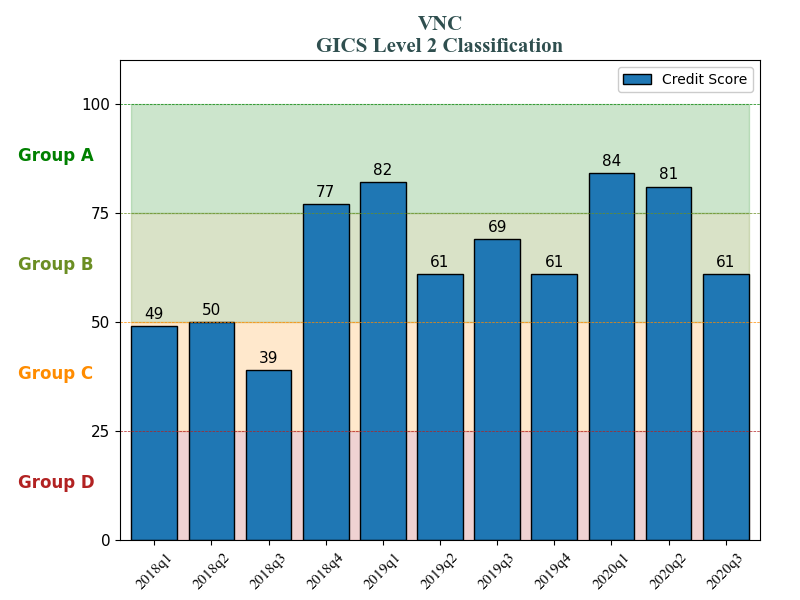 VNC
GICS Level 2 Classification
Credit Score
100
75
50
25
0
Group A
Group B
Group C
Group D
49
50
39
77
82
61
69
61
84
81
61
2018q1
2018q2
2018q3
2018q4
2019q1
2019q2
2019q3
2019q4
2020q1
2020q2
2020q3